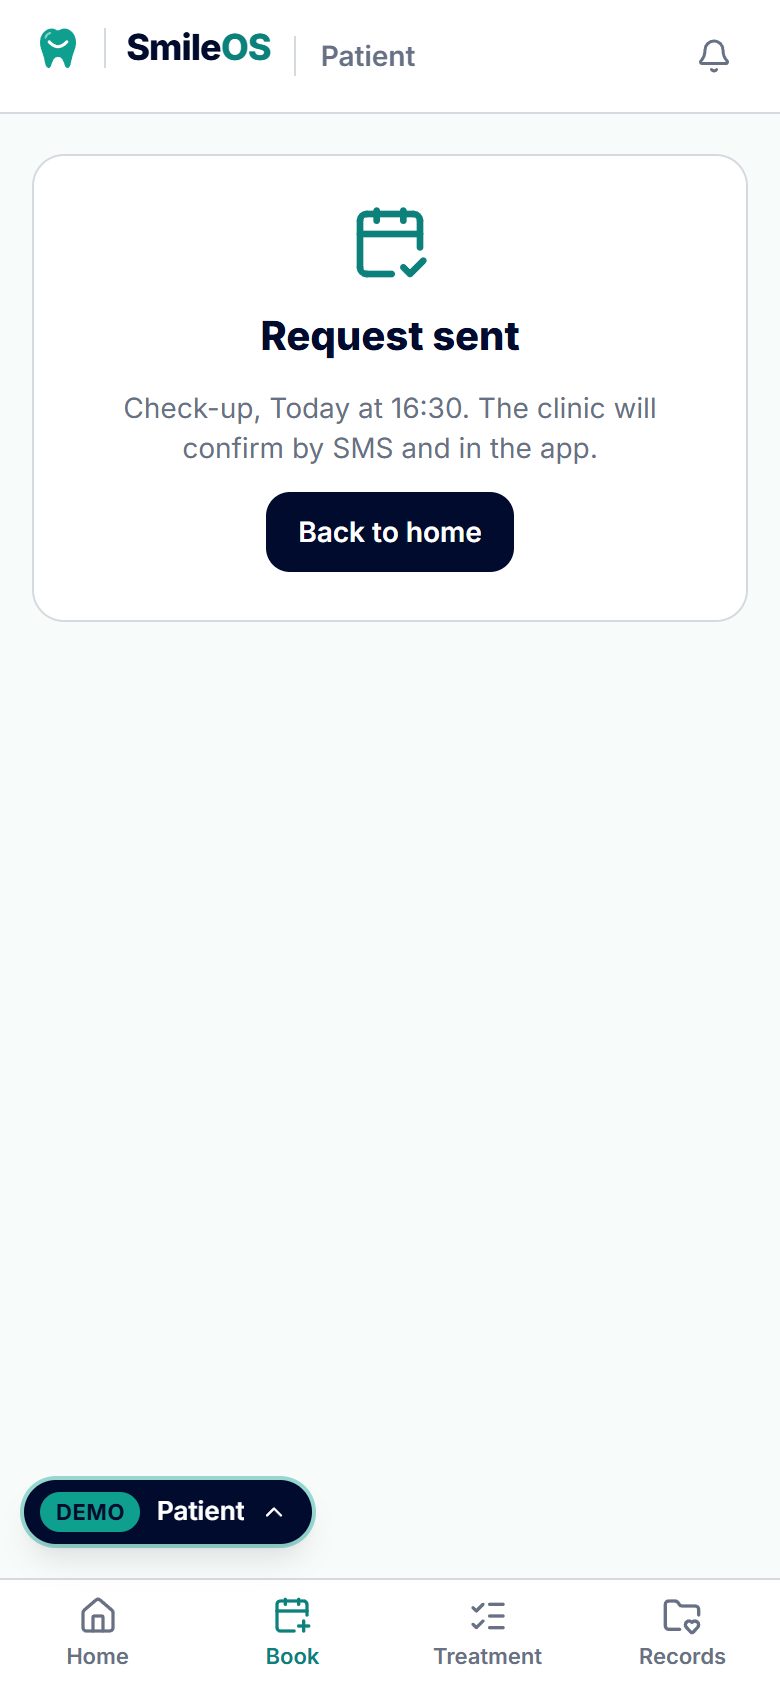 SmileOS
Patient
Request sent
Check-up, Today at 16:30. The clinic will
confirm by SMS and in the app.
Back to home
DEMO Patient
Home Book Treatment Records